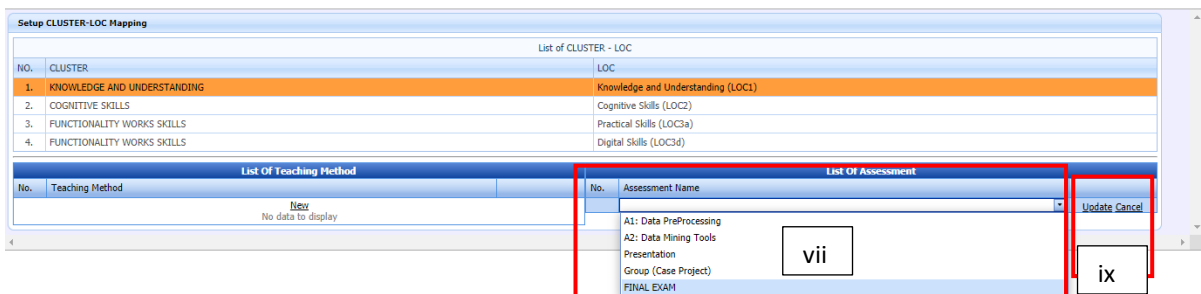 Setup CLUSTER-LOC Mapping
List of CLUSTER - LOC
NO. CLUSTER LOC
1. KNOWLEDGE AND UNDERSTANDING Knowledge and Understanding (LOC1)
2. COGNITIVE SKILLS Cognitive Skills (LOC2)
3. FUNCTIONALITY WORKS SKILLS Practical Skills (LOC3a)
4. FUNCTIONALITY WORKS SKILLS Digital Skills (LOC3d)
List Of Teaching Method List Of Assessment
No. Teaching Method No. Assessment Name
New Update Cancel
No data to display
A1: Data PreProcessing
A2: Data Mining Tools
Presentation
Group (Case Project)
FINAL EXAM
vii
ix